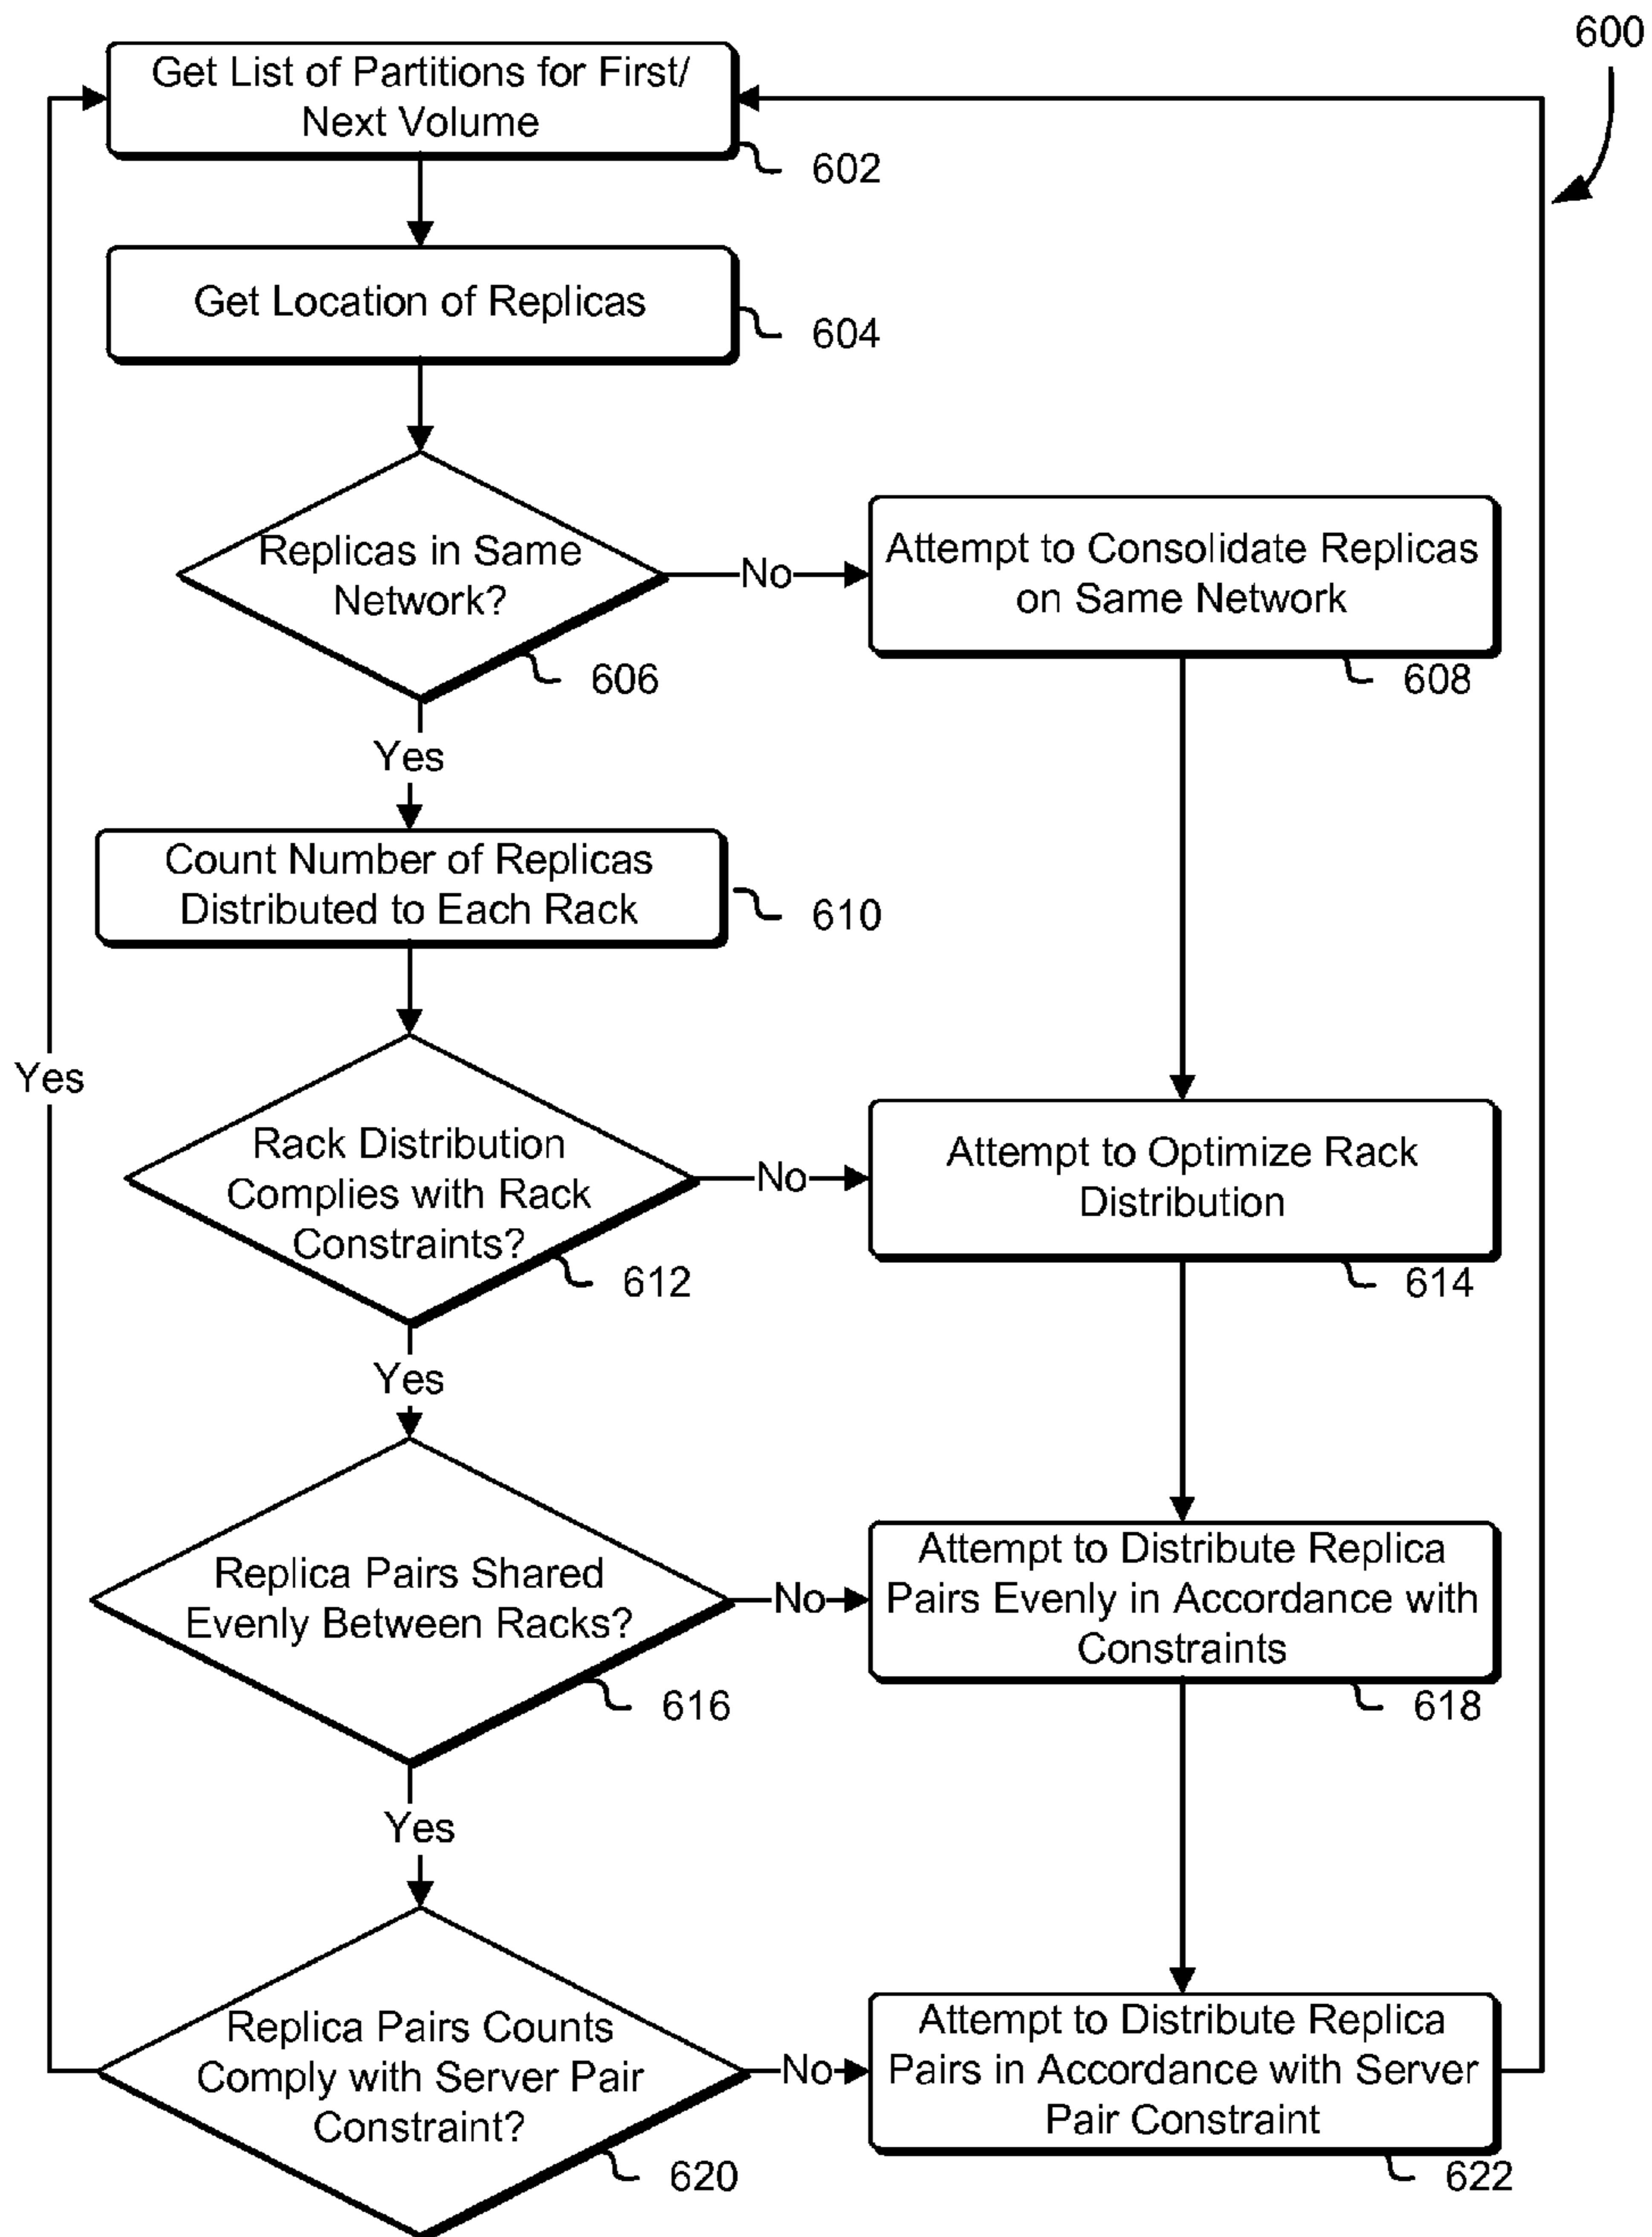 600
Get List of Partitions for First/
Next Volume
602
Get Location of Replicas
604
Replicas in Same
Network?
606
No
Attempt to Consolidate Replicas
on Same Network
608
Yes
Count Number of Replicas
Distributed to Each Rack
610
Yes
Rack Distribution
Complies with Rack
Constraints?
612
No
Attempt to Optimize Rack
Distribution
614
Yes
Replica Pairs Shared
Evenly Between Racks?
616
No
Attempt to Distribute Replica
Pairs Evenly in Accordance with
Constraints
618
Yes
Replica Pairs Counts
Comply with Server Pair
Constraint?
620
No
Attempt to Distribute Replica
Pairs in Accordance with Server
Pair Constraint
622